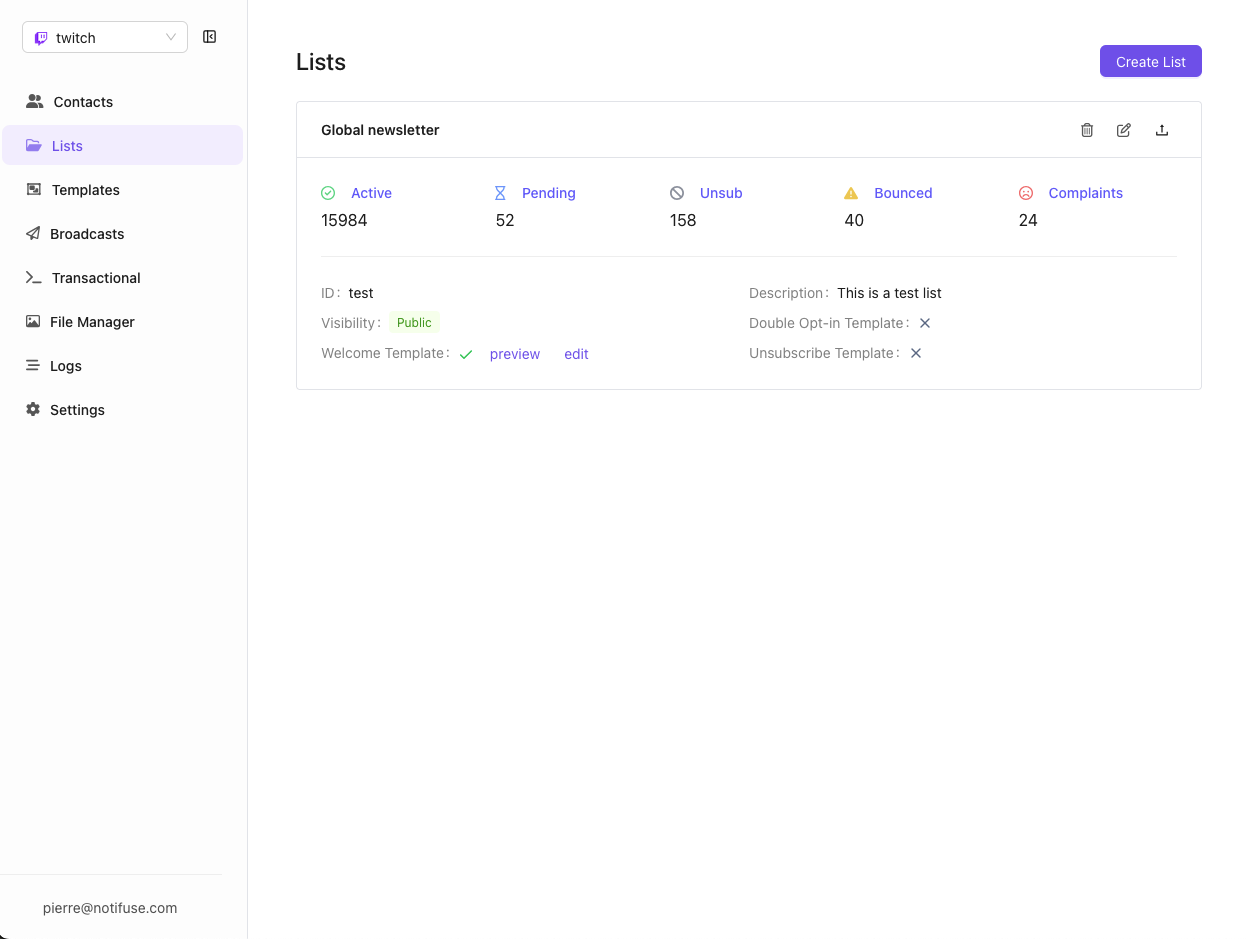 twitch
Contacts
Lists
Templates
Broadcasts
Transactional
File Manager
Logs
Settings
pierre@notifuse.com
Lists
Create List
Global newsletter
Active Pending Unsub Bounced Complaints
15984 52 158 40 24
ID: test Description: This is a test list
Visibility: Public Double Opt-in Template:
Welcome Template: preview edit Unsubscribe Template: